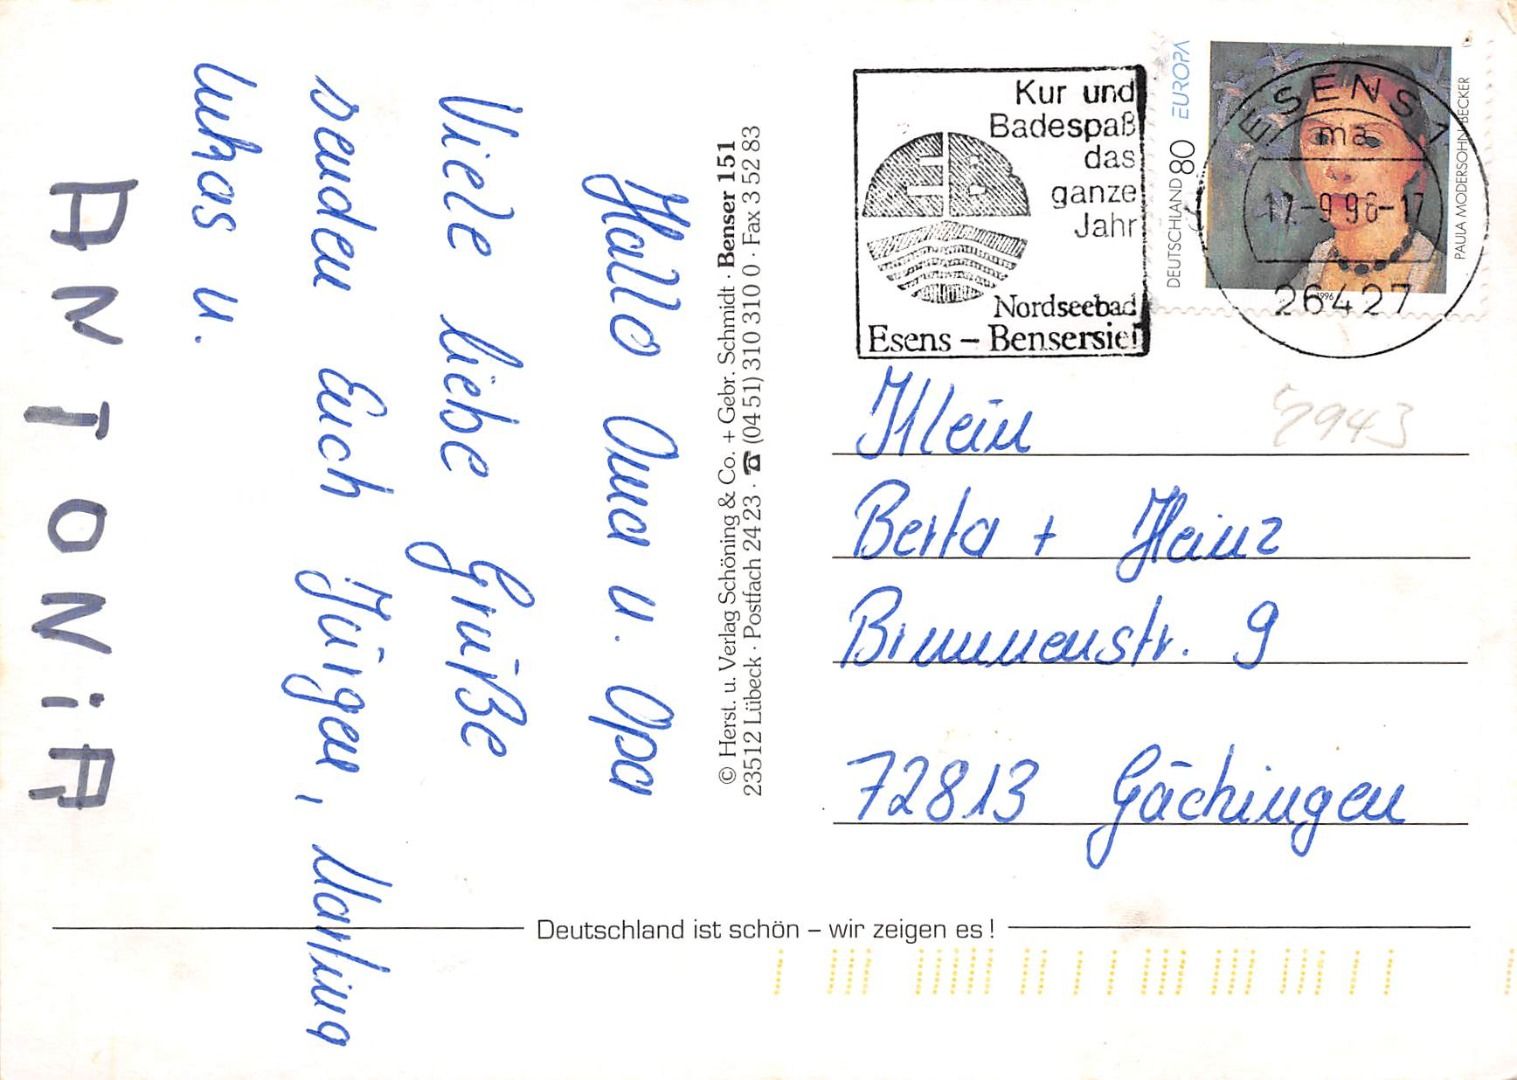 Hallo Oma u. Opa
Viele liebe Grüße
senden Euch Jürgen, Martina
Lukas u.
ANTONiA
© Herst. u. Verlag Schöning & Co. + Gebr. Schmidt · Benser 151
23512 Lübeck · Postfach 24 23 · ☎ (04 51) 310 310 0 · Fax 3 52 83
Kur und
Badespaß
das
ganze
Jahr
Nordseebad
Esens – Bensersiel
DEUTSCHLAND 80 EUROPA
PAULA MODERSOHN-BECKER
1996
ESENS 1
ma
17.-9.96-17
26427
Klein
Berta + Heinz
Brunnenstr. 9
72813 Gächingen
Deutschland ist schön – wir zeigen es !